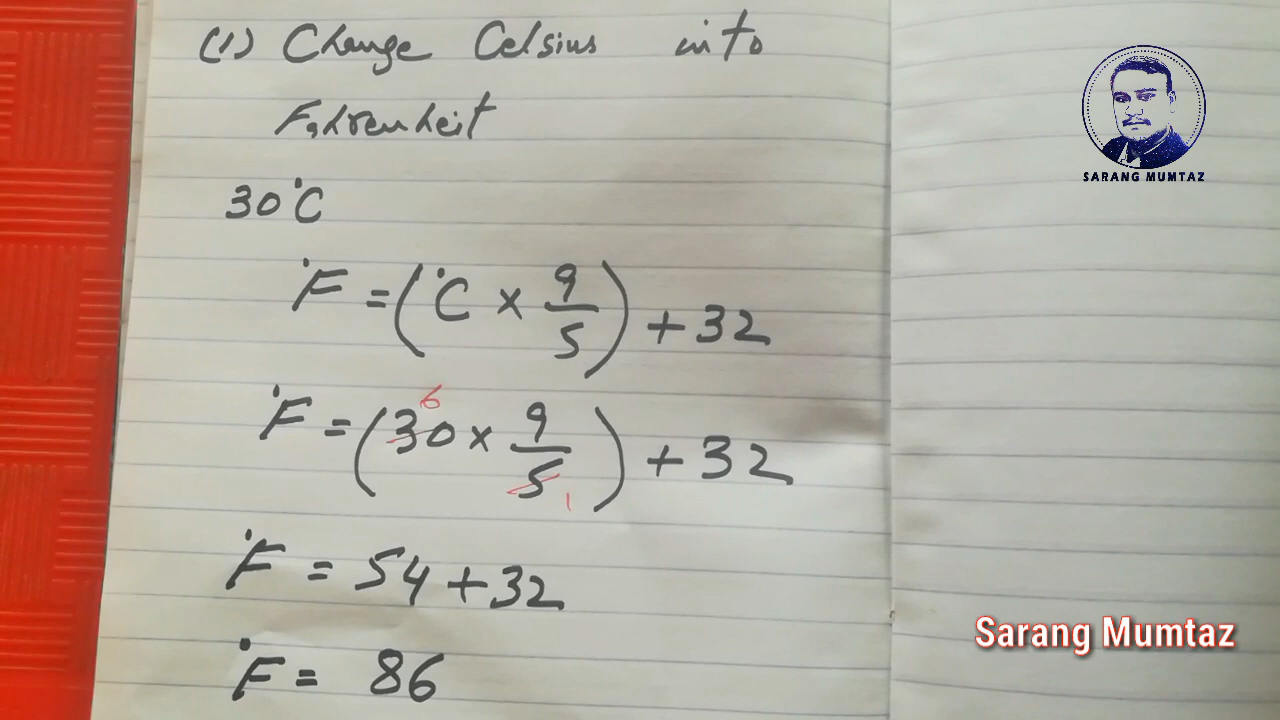 (1) Change Celsius into
Fahrenheit
30°C
°F = (°C × 9/5) + 32
°F = (30 × 9/5) + 32
6
1
°F = 54 + 32
°F = 86
SARANG MUMTAZ
Sarang Mumtaz